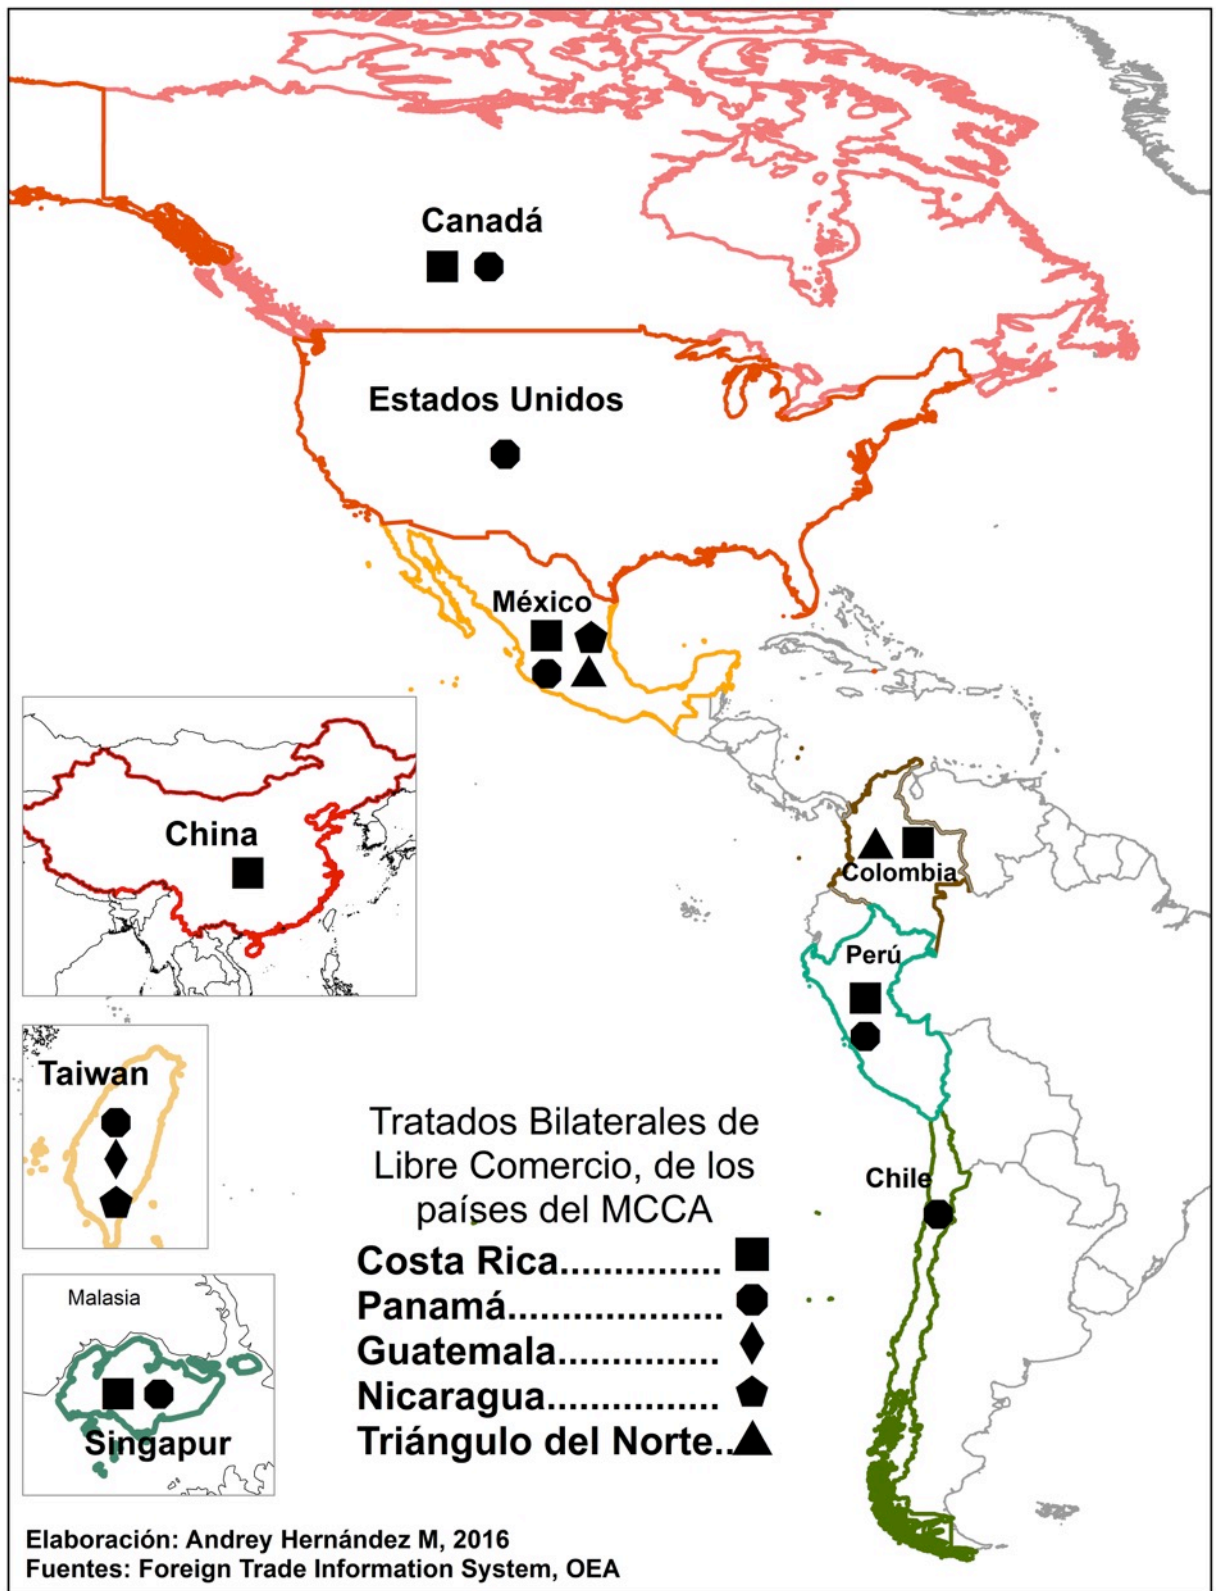 Canadá
Estados Unidos
México
China
Colombia
Perú
Taiwan
Chile
Malasia
Singapur
Tratados Bilaterales de
Libre Comercio, de los
países del MCCA
Costa Rica...............
Panamá....................
Guatemala...............
Nicaragua................
Triángulo del Norte..
Elaboración: Andrey Hernández M, 2016
Fuentes: Foreign Trade Information System, OEA